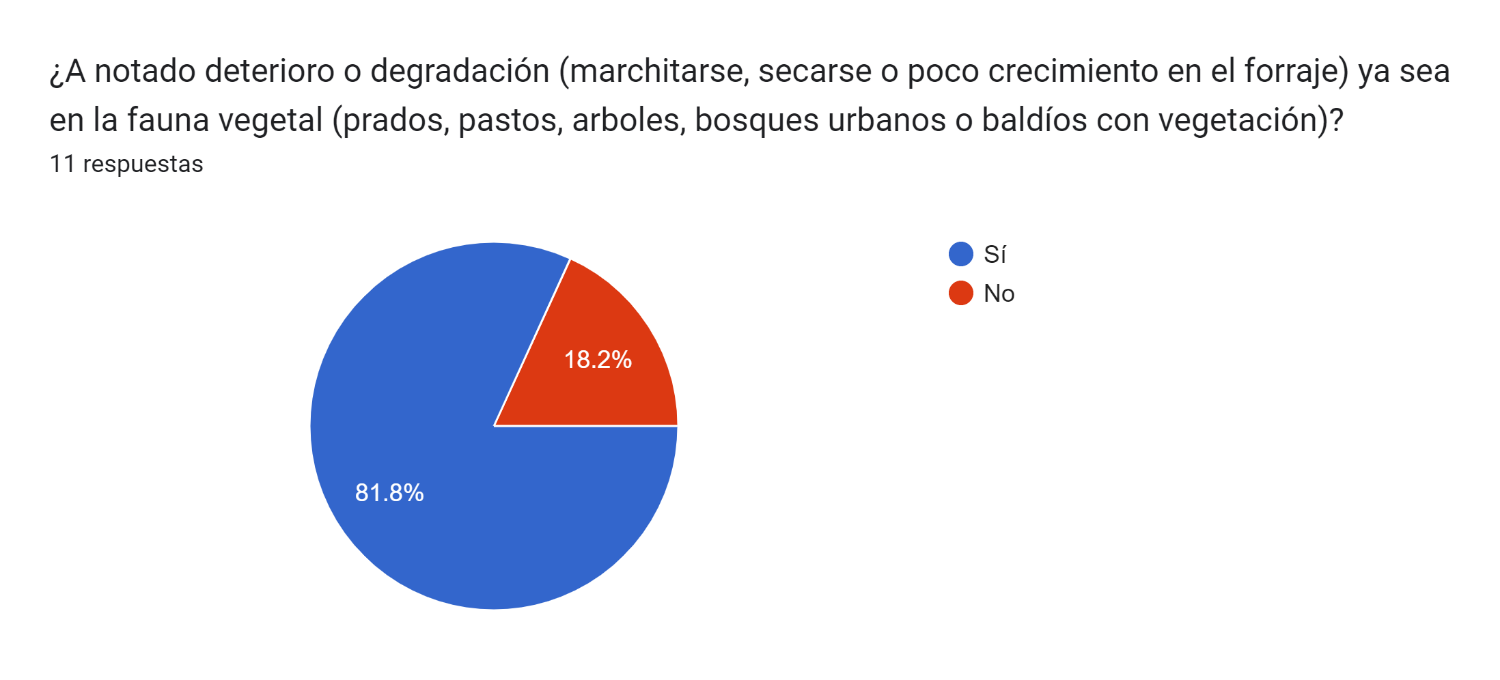 ¿A notado deterioro o degradación (marchitarse, secarse o poco crecimiento en el forraje) ya sea
en la fauna vegetal (prados, pastos, arboles, bosques urbanos o baldíos con vegetación)?
11 respuestas
Sí
No
18.2%
81.8%